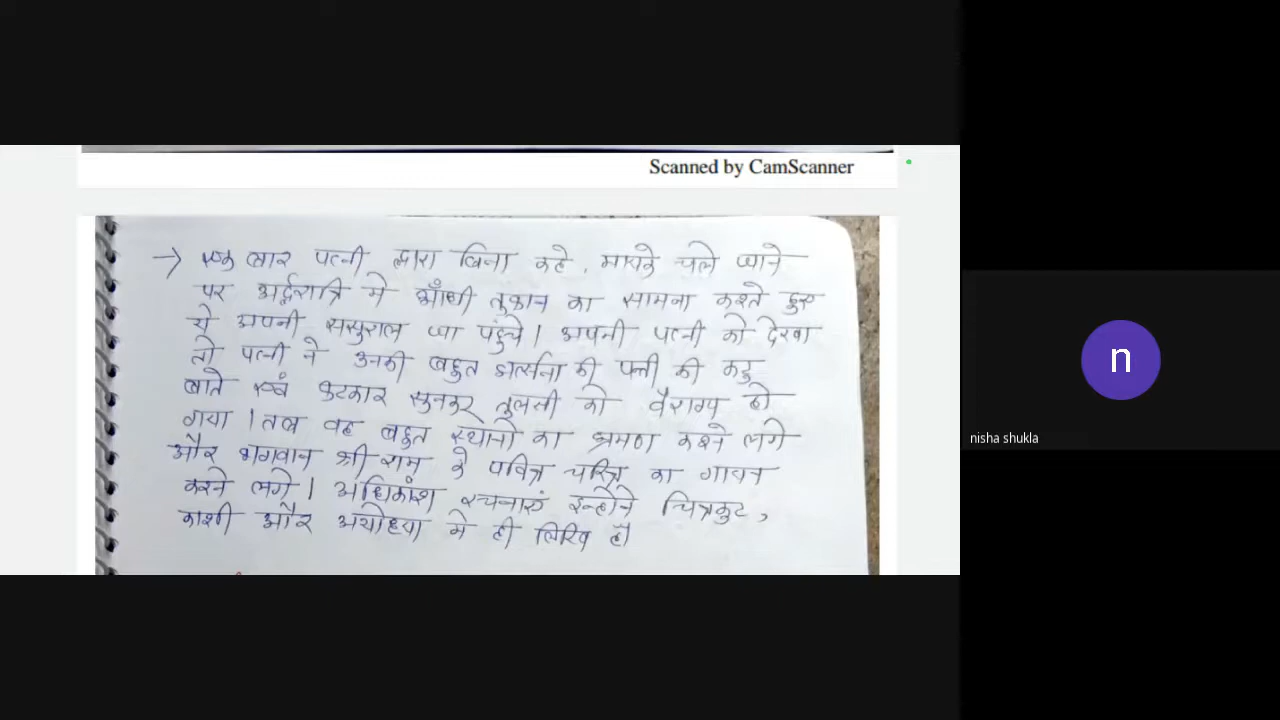 Scanned by CamScanner
→ एक बार पत्नी द्वारा बिना कहे, मायके चले जाने
पर अर्द्धरात्रि मे आँधी तुफान का सामना करते हुए
ये अपनी ससुराल जा पंहुचे। अपनी पत्नी को देखा
तो पत्नी ने उनकी बहुत भर्त्सना की पत्नी की कटु
बाते एवं फटकार सुनकर तुलसी को वैराग्य हो
गया। तब वह बहुत स्थानो का भ्रमण करने लगे
और भगवान श्री राम के पवित्र चरित्र का गायन
करने लगे। अधिकांश रचनाएं इन्होने चित्रकुट,
काशी और अयोध्या मे ही लिखि है
n
nisha shukla